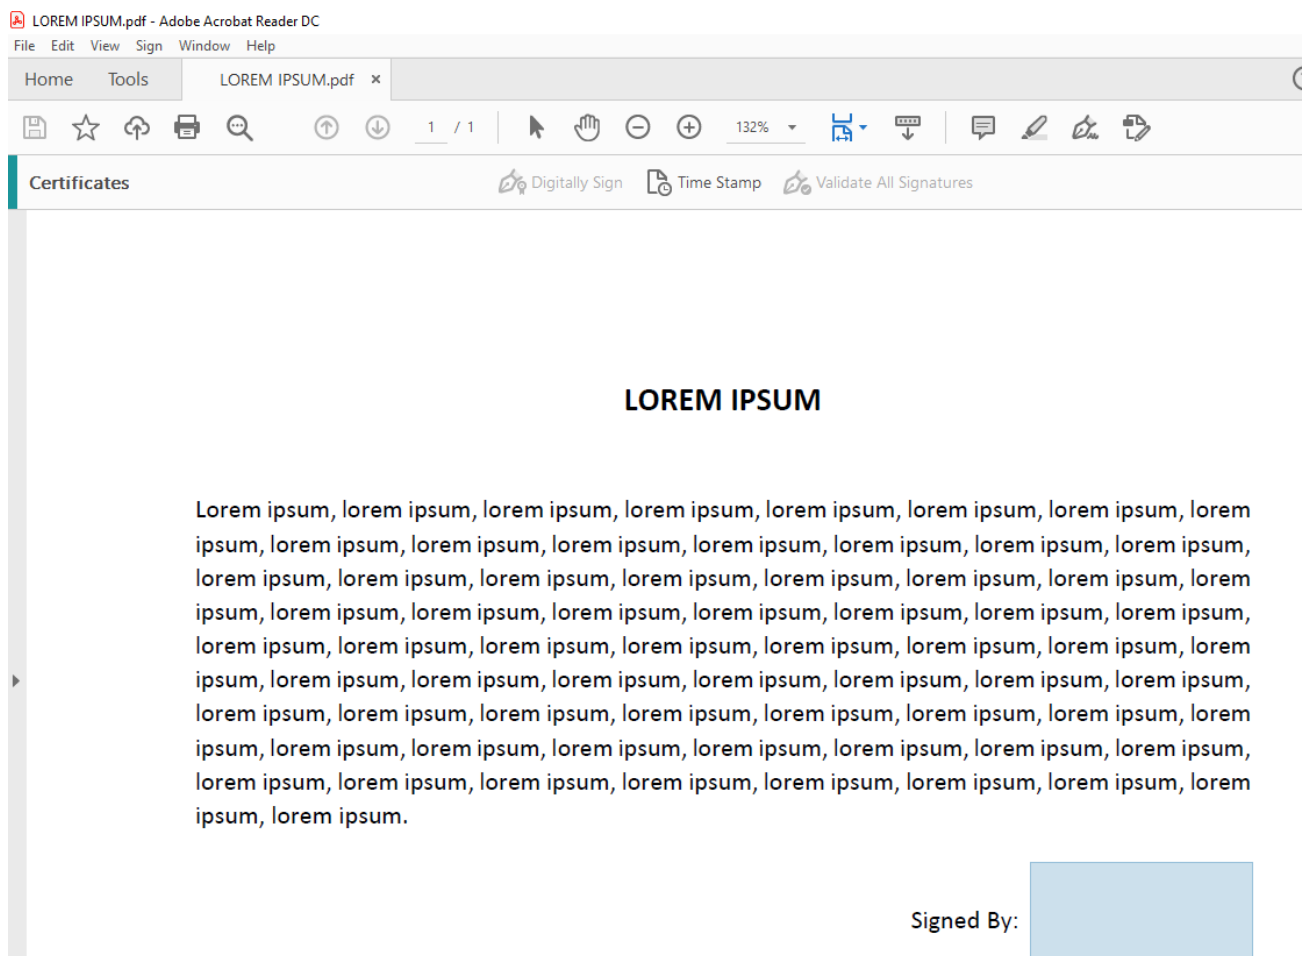 LOREM IPSUM.pdf - Adobe Acrobat Reader DC
File Edit View Sign Window Help
Home Tools LOREM IPSUM.pdf ×
1 / 1 132%
Certificates Digitally Sign Time Stamp Validate All Signatures
LOREM IPSUM
Lorem ipsum, lorem ipsum, lorem ipsum, lorem ipsum, lorem ipsum, lorem ipsum, lorem ipsum, lorem
ipsum, lorem ipsum, lorem ipsum, lorem ipsum, lorem ipsum, lorem ipsum, lorem ipsum, lorem ipsum,
lorem ipsum, lorem ipsum, lorem ipsum, lorem ipsum, lorem ipsum, lorem ipsum, lorem ipsum, lorem
ipsum, lorem ipsum, lorem ipsum, lorem ipsum, lorem ipsum, lorem ipsum, lorem ipsum, lorem ipsum,
lorem ipsum, lorem ipsum, lorem ipsum, lorem ipsum, lorem ipsum, lorem ipsum, lorem ipsum, lorem
ipsum, lorem ipsum, lorem ipsum, lorem ipsum, lorem ipsum, lorem ipsum, lorem ipsum, lorem ipsum,
lorem ipsum, lorem ipsum, lorem ipsum, lorem ipsum, lorem ipsum, lorem ipsum, lorem ipsum, lorem
ipsum, lorem ipsum, lorem ipsum, lorem ipsum, lorem ipsum, lorem ipsum, lorem ipsum, lorem ipsum,
lorem ipsum, lorem ipsum, lorem ipsum, lorem ipsum, lorem ipsum, lorem ipsum, lorem ipsum, lorem
ipsum, lorem ipsum.
Signed By: